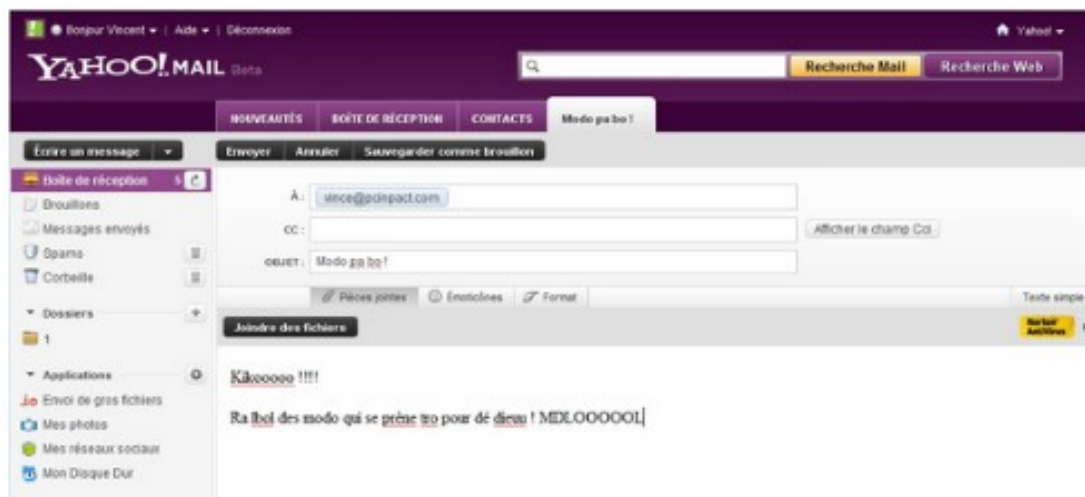 Bonjour Vincent | Aide | Déconnexion
Yahoo!
YAHOO! MAIL Beta
Recherche Mail Recherche Web
NOUVEAUTÉS BOÎTE DE RÉCEPTION CONTACTS Modo pa bo !
Écrire un message
Envoyer Annuler Sauvegarder comme brouillon
Boîte de réception 5
Brouillons
Messages envoyés
Spams
Corbeille
Dossiers
1
Applications
Envoi de gros fichiers
Mes photos
Mes réseaux sociaux
Mon Disque Dur
À : vince@pcinpact.com
CC : Afficher le champ Cci
OBJET : Modo pa bo !
Pièces jointes Émoticônes Format Texte simple
Joindre des fichiers Norton AntiVirus
Kikooooo !!!!
Ra lbol des modo qui se prène tro pour dé dieux ! MDLOOOOOL